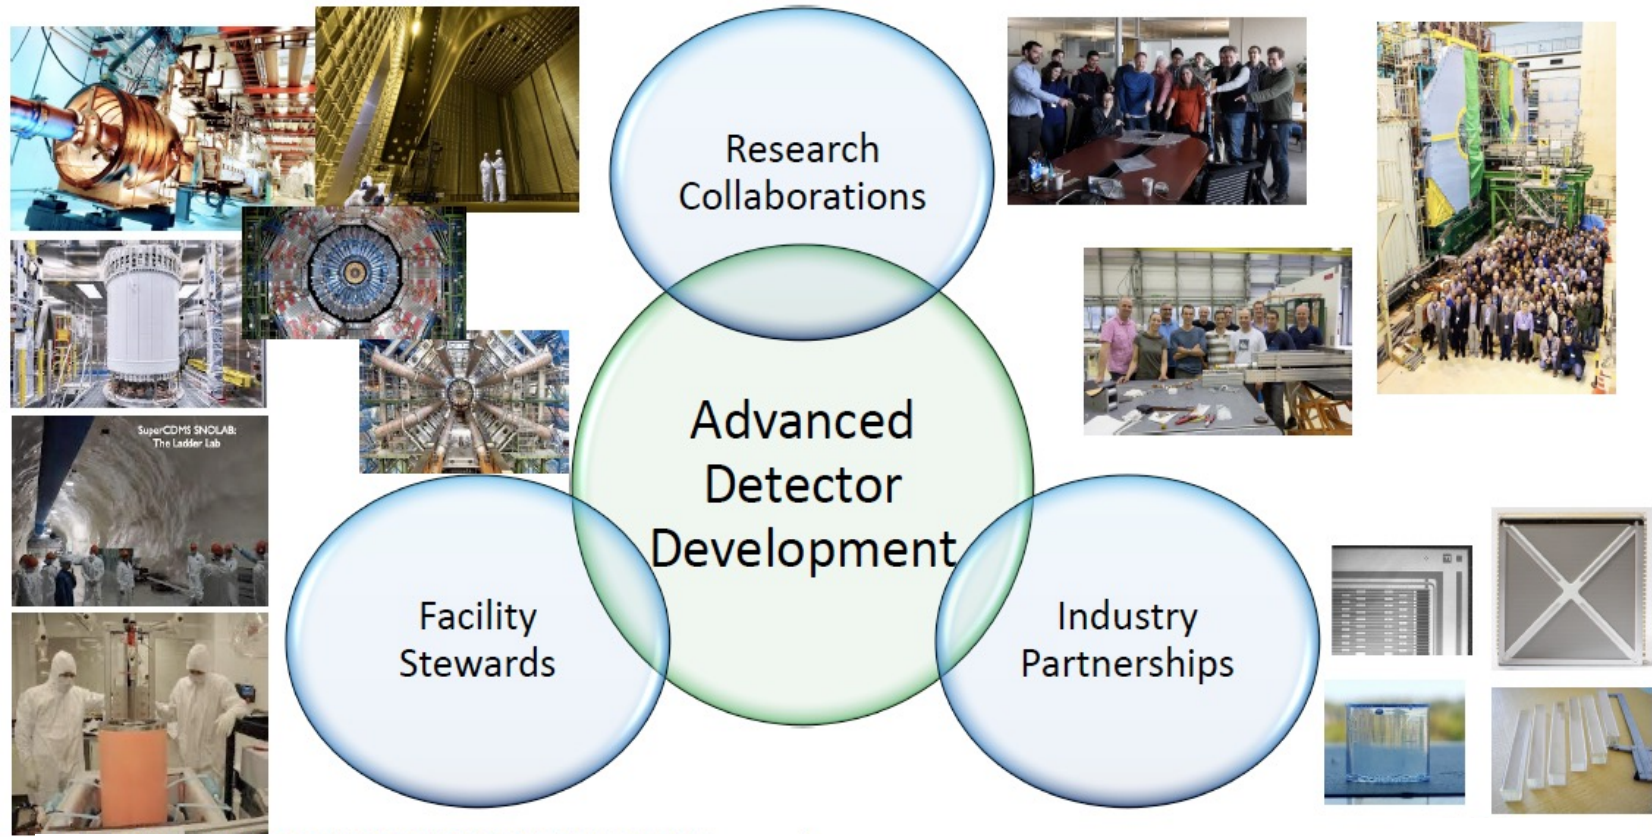 Research
Collaborations
Advanced
Detector
Development
SuperCDMS SNOLAB:
The Ladder Lab
Facility
Stewards
Industry
Partnerships